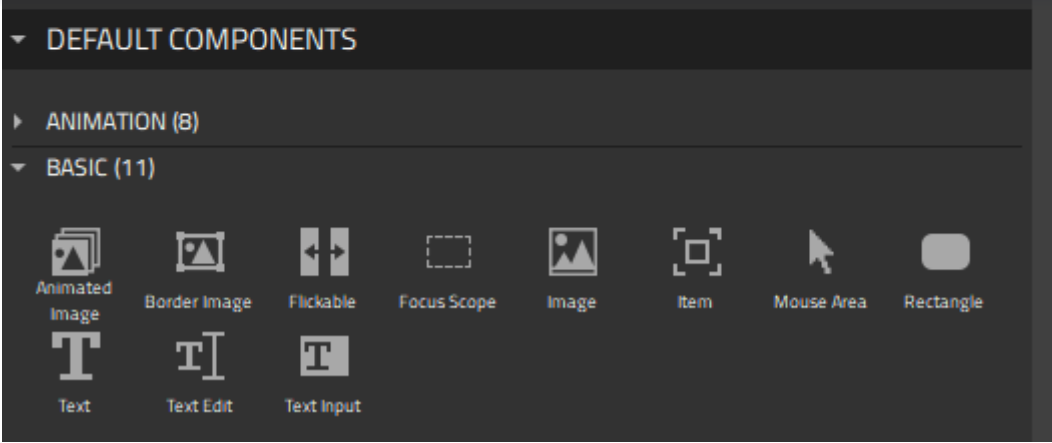 DEFAULT COMPONENTS
ANIMATION (8)
BASIC (11)
Animated
Image
Border Image
Flickable
Focus Scope
Image
Item
Mouse Area
Rectangle
Text
Text Edit
Text Input